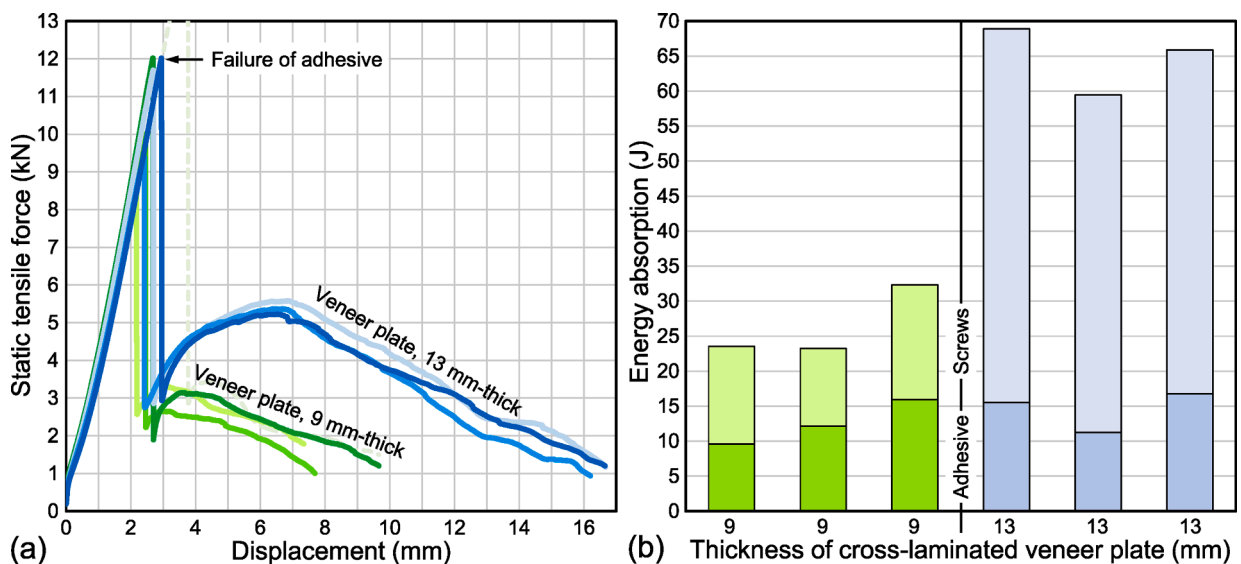 13
12
11
10
9
8
7
6
5
4
3
2
1
0
Static tensile force (kN)
Failure of adhesive
Veneer plate, 13 mm-thick
Veneer plate, 9 mm-thick
0 2 4 6 8 10 12 14 16
(a) Displacement (mm)
70
65
60
55
50
45
40
35
30
25
20
15
10
5
0
Energy absorption (J)
Adhesive Screws
9 9 9 13 13 13
(b) Thickness of cross-laminated veneer plate (mm)